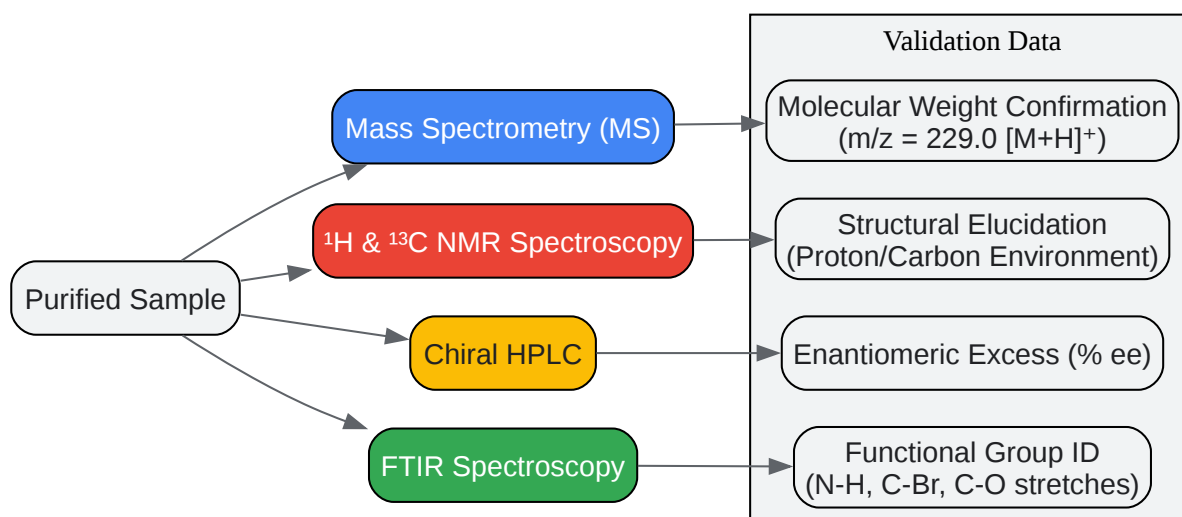 Validation Data
Purified Sample
Mass Spectrometry (MS)
Molecular Weight Confirmation
(m/z = 229.0 [M+H]⁺)
¹H & ¹³C NMR Spectroscopy
Structural Elucidation
(Proton/Carbon Environment)
Chiral HPLC
Enantiomeric Excess (% ee)
FTIR Spectroscopy
Functional Group ID
(N-H, C-Br, C-O stretches)